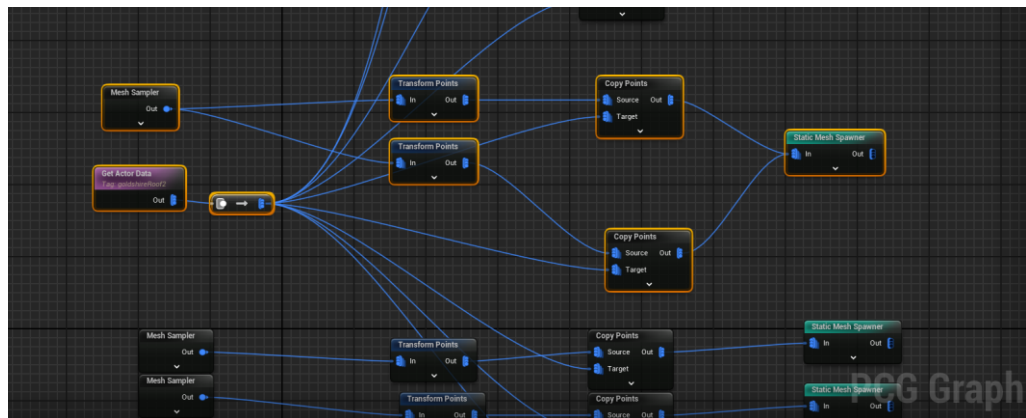 Mesh Sampler
Out
Transform Points
In Out
Copy Points
Source Out
Target
Transform Points
In Out
Static Mesh Spawner
In Out
Get Actor Data
Tag: goldshireRoof2
Out
Copy Points
Source Out
Target
Mesh Sampler
Out
Transform Points
In Out
Copy Points
Source Out
Target
Static Mesh Spawner
In Out
Mesh Sampler
Out
Transform Points
In Out
Copy Points
Source Out
Static Mesh Spawner
In Out
PCG Graph